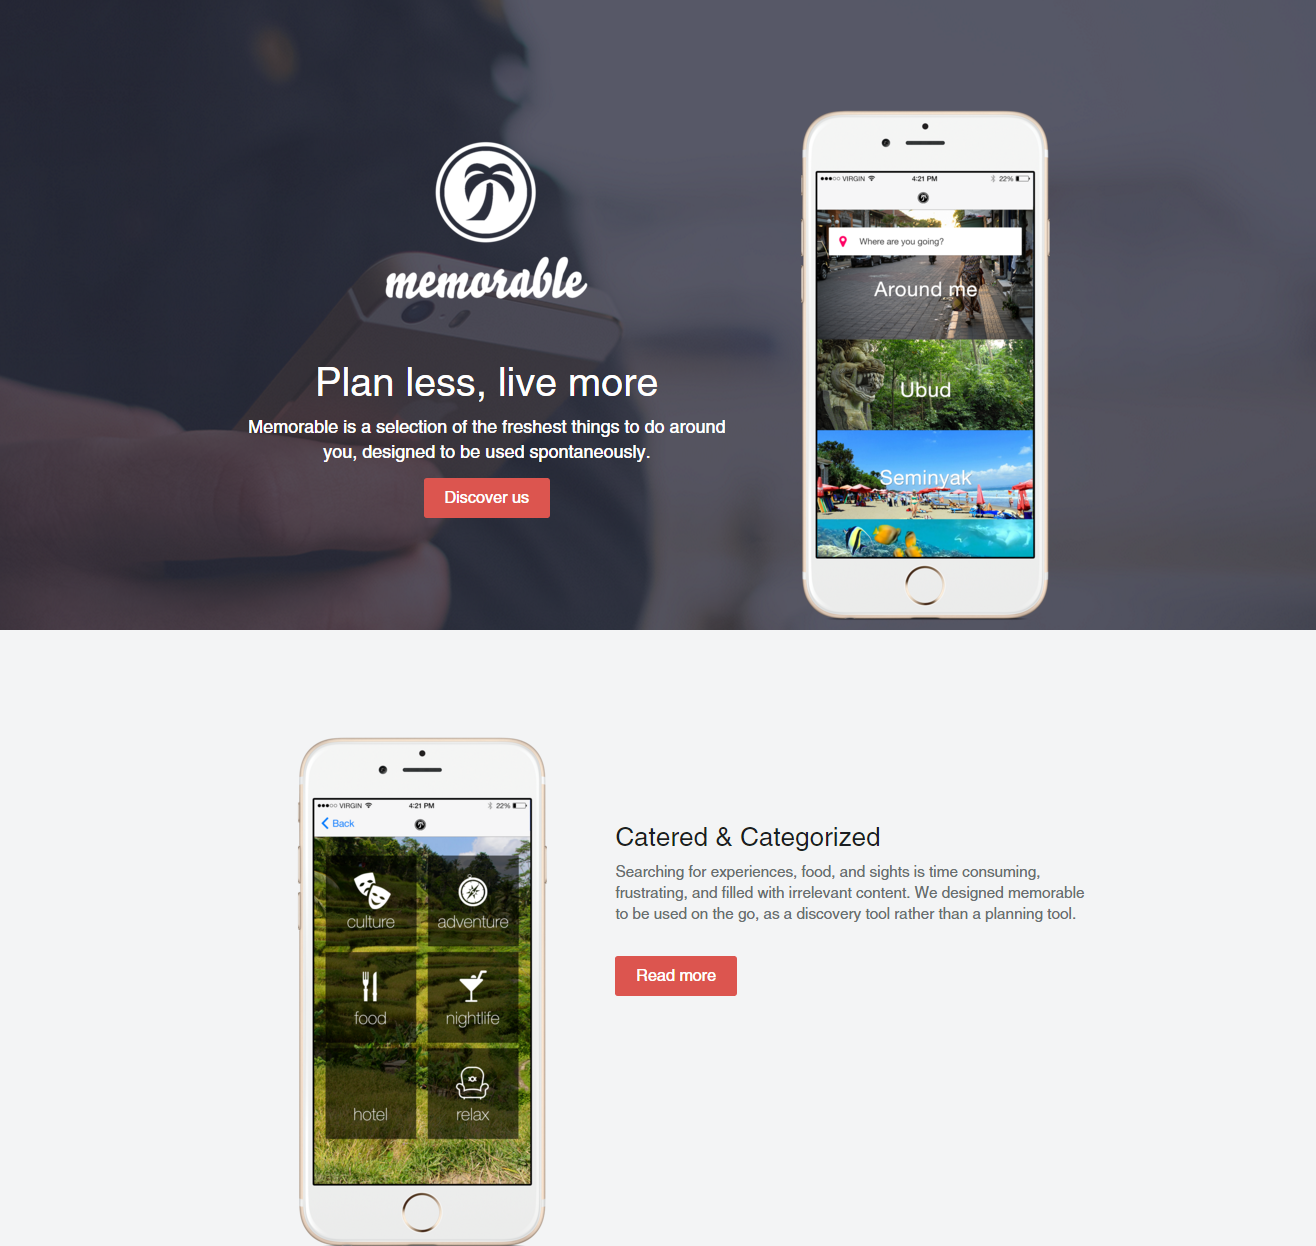 memorable
Plan less, live more
Memorable is a selection of the freshest things to do around
you, designed to be used spontaneously.
Discover us
VIRGIN 4:21 PM 22%
Where are you going?
Around me
Ubud
Seminyak
VIRGIN 4:21 PM 22%
Back
culture adventure
food nightlife
hotel relax
Catered & Categorized
Searching for experiences, food, and sights is time consuming,
frustrating, and filled with irrelevant content. We designed memorable
to be used on the go, as a discovery tool rather than a planning tool.
Read more